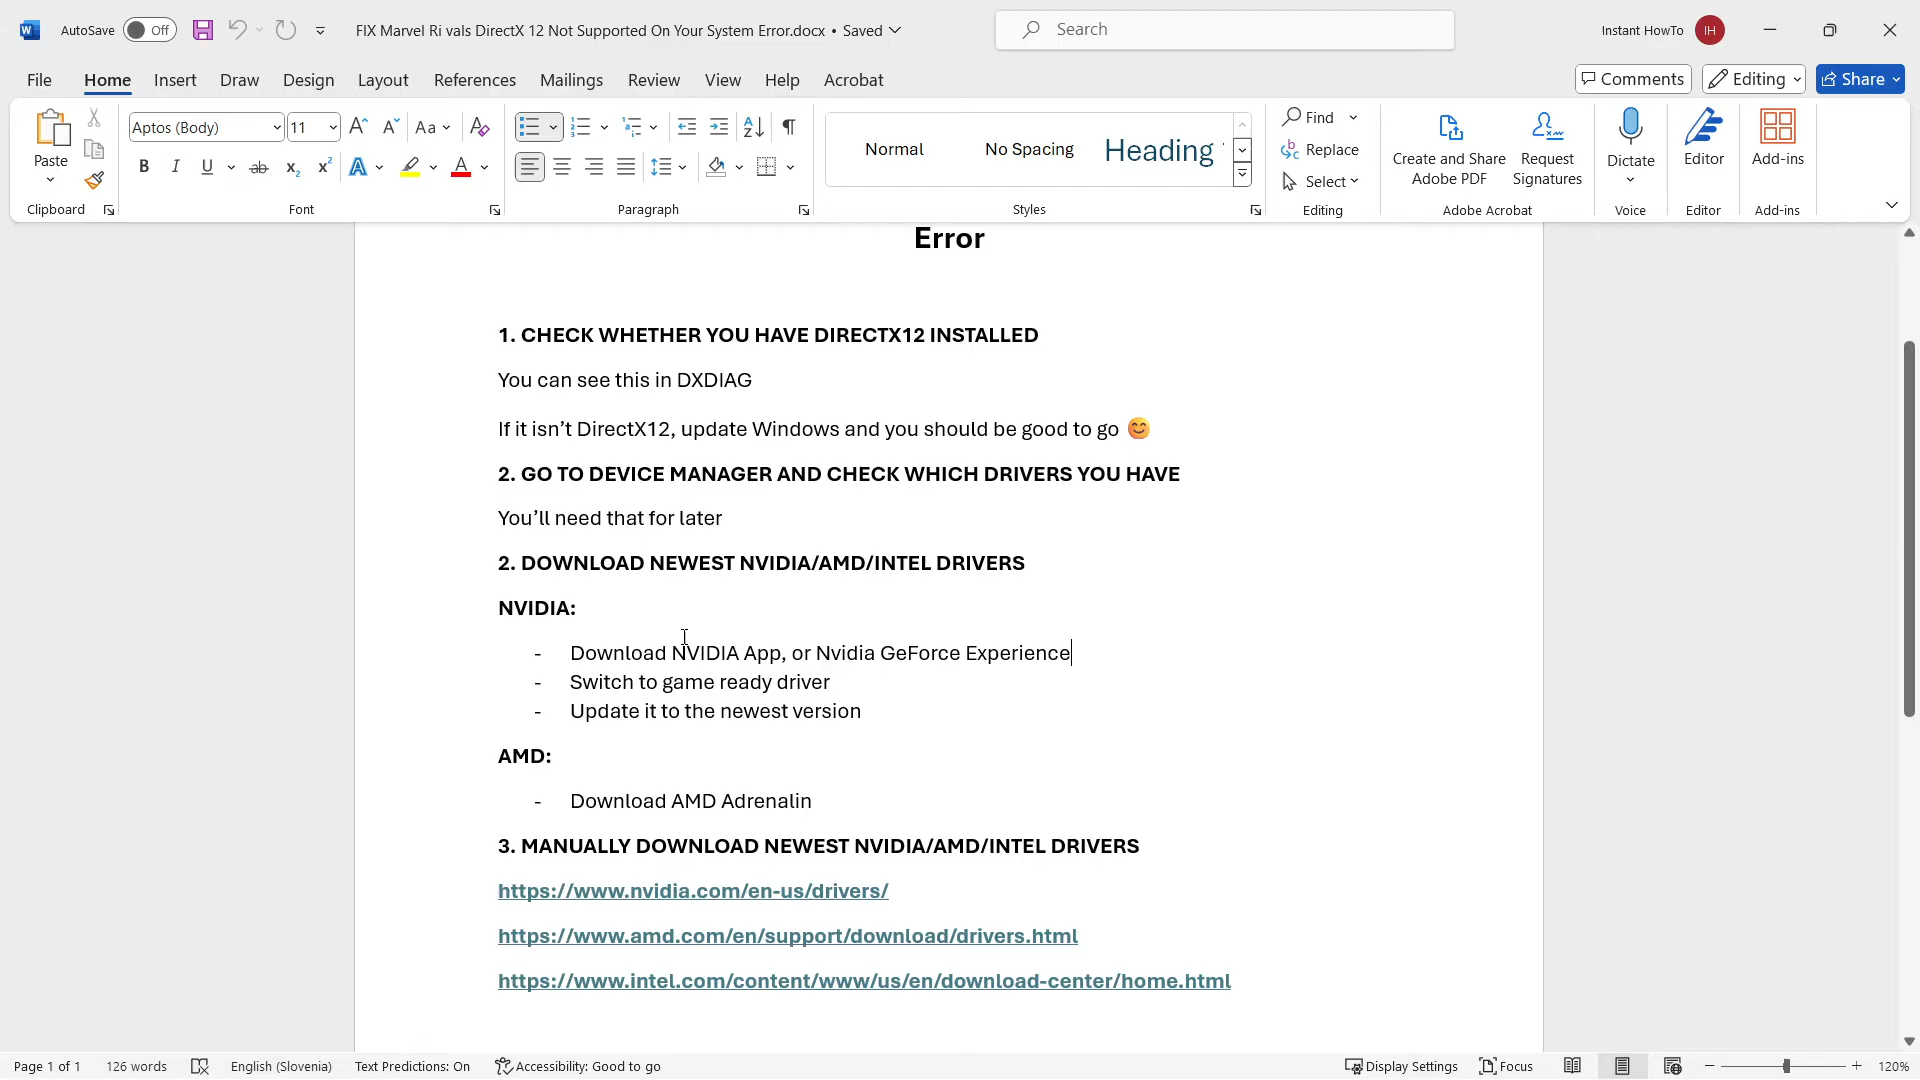 AutoSave Off FIX Marvel Ri vals DirectX 12 Not Supported On Your System Error.docx • Saved Search Instant HowTo IH
File Home Insert Draw Design Layout References Mailings Review View Help Acrobat Comments Editing Share
Paste Aptos (Body) 11 Aa Normal No Spacing Heading Find Replace Select Create and Share Adobe PDF Request Signatures Dictate Editor Add-ins
Clipboard Font Paragraph Styles Editing Adobe Acrobat Voice Editor Add-ins
Error
1. CHECK WHETHER YOU HAVE DIRECTX12 INSTALLED
You can see this in DXDIAG
If it isn’t DirectX12, update Windows and you should be good to go 😊
2. GO TO DEVICE MANAGER AND CHECK WHICH DRIVERS YOU HAVE
You’ll need that for later
2. DOWNLOAD NEWEST NVIDIA/AMD/INTEL DRIVERS
NVIDIA:
- Download NVIDIA App, or Nvidia GeForce Experience
- Switch to game ready driver
- Update it to the newest version
AMD:
- Download AMD Adrenalin
3. MANUALLY DOWNLOAD NEWEST NVIDIA/AMD/INTEL DRIVERS
https://www.nvidia.com/en-us/drivers/
https://www.amd.com/en/support/download/drivers.html
https://www.intel.com/content/www/us/en/download-center/home.html
Page 1 of 1 126 words English (Slovenia) Text Predictions: On Accessibility: Good to go Display Settings Focus 120%